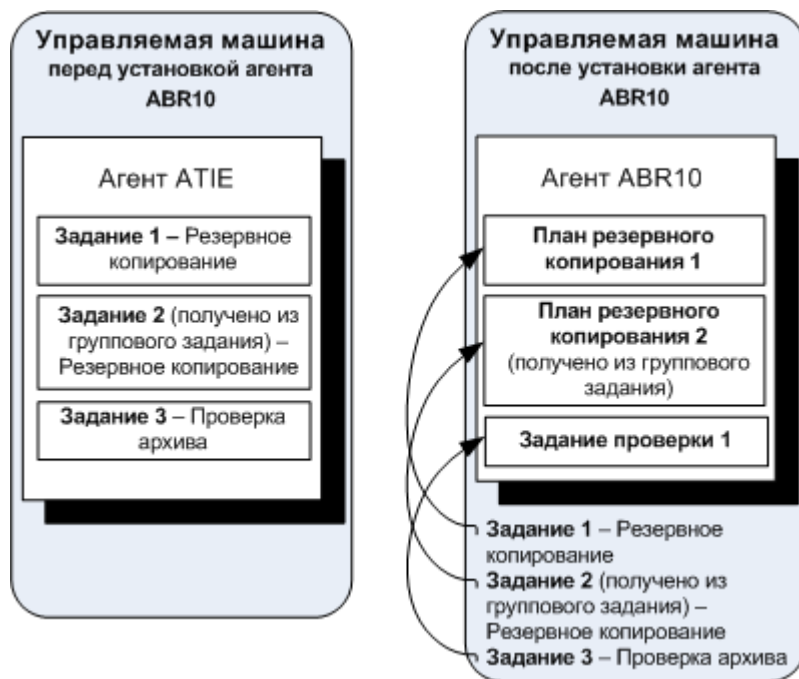 Управляемая машина
перед установкой агента
ABR10
Агент ATIE
Задание 1 – Резервное
копирование
Задание 2 (получено из
группового задания) –
Резервное копирование
Задание 3 – Проверка
архива
Управляемая машина
после установки агента
ABR10
Агент ABR10
План резервного
копирования 1
План резервного
копирования 2
(получено из группового
задания)
Задание проверки 1
Задание 1 – Резервное
копирование
Задание 2 (получено из
группового задания) –
Резервное копирование
Задание 3 – Проверка архива